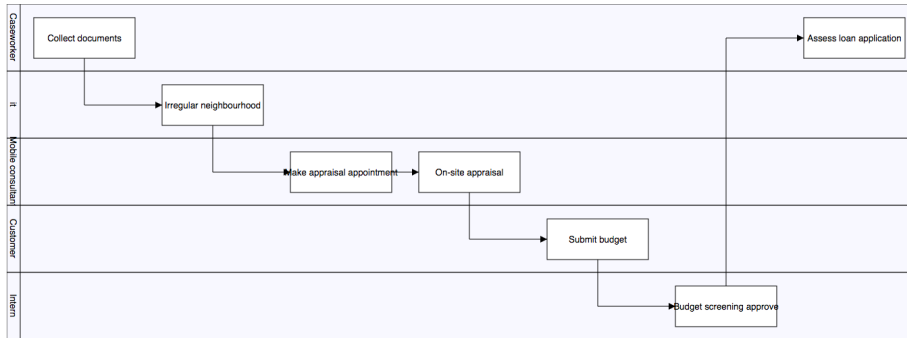 Caseworker
Collect documents
Assess loan application
it
Irregular neighbourhood
Mobile consultant
Make appraisal appointment
On-site appraisal
Customer
Submit budget
Intern
Budget screening approve